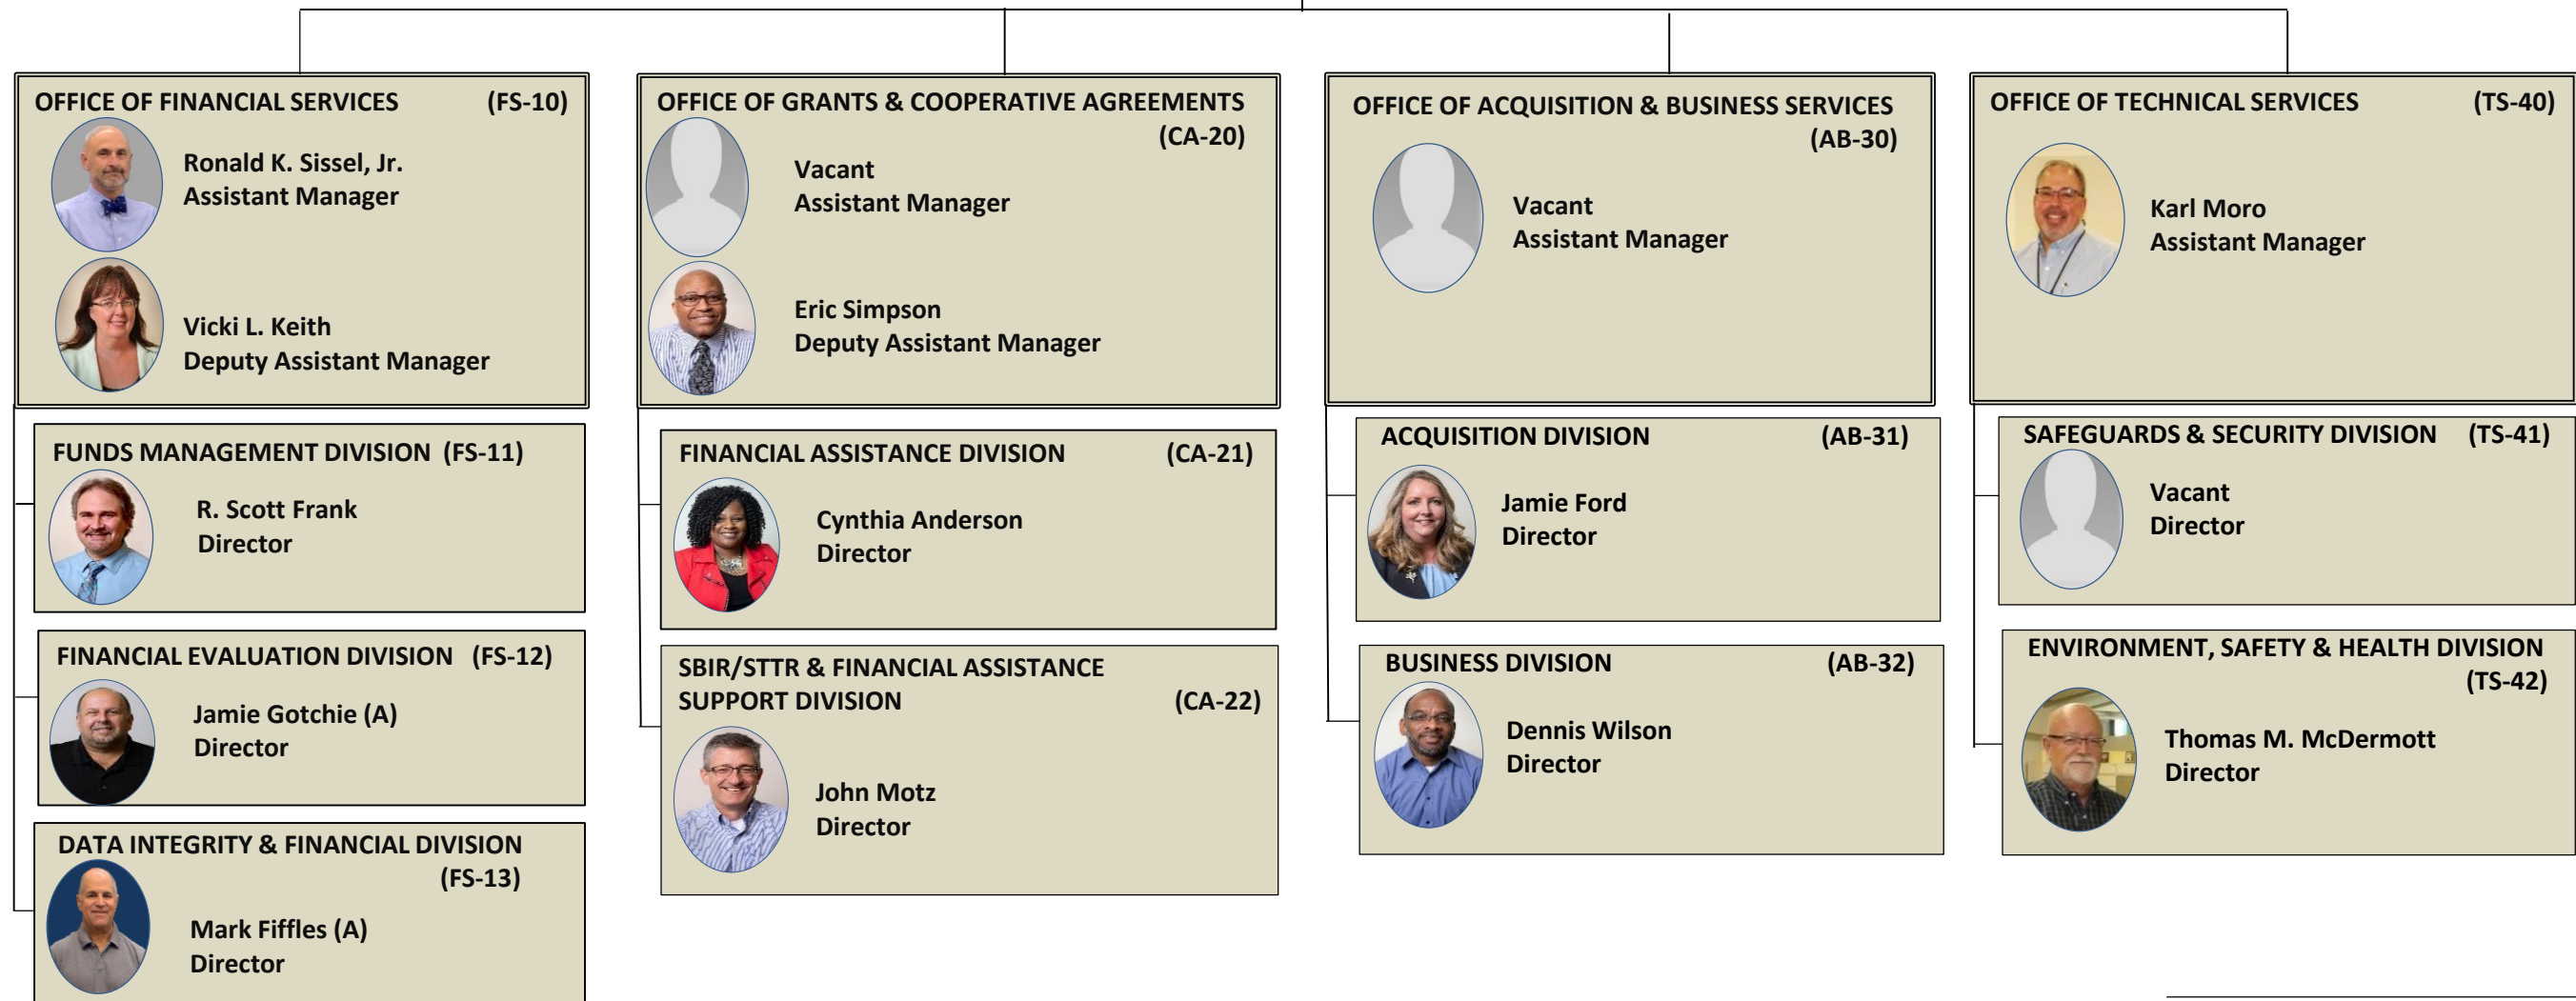 OFFICE OF FINANCIAL SERVICES (FS-10)
Ronald K. Sissel, Jr.
Assistant Manager
Vicki L. Keith
Deputy Assistant Manager
FUNDS MANAGEMENT DIVISION (FS-11)
R. Scott Frank
Director
FINANCIAL EVALUATION DIVISION (FS-12)
Jamie Gotchie (A)
Director
DATA INTEGRITY & FINANCIAL DIVISION
(FS-13)
Mark Fiffles (A)
Director
OFFICE OF GRANTS & COOPERATIVE AGREEMENTS
(CA-20)
Vacant
Assistant Manager
Eric Simpson
Deputy Assistant Manager
FINANCIAL ASSISTANCE DIVISION (CA-21)
Cynthia Anderson
Director
SBIR/STTR & FINANCIAL ASSISTANCE
SUPPORT DIVISION (CA-22)
John Motz
Director
OFFICE OF ACQUISITION & BUSINESS SERVICES
(AB-30)
Vacant
Assistant Manager
ACQUISITION DIVISION (AB-31)
Jamie Ford
Director
BUSINESS DIVISION (AB-32)
Dennis Wilson
Director
OFFICE OF TECHNICAL SERVICES (TS-40)
Karl Moro
Assistant Manager
SAFEGUARDS & SECURITY DIVISION (TS-41)
Vacant
Director
ENVIRONMENT, SAFETY & HEALTH DIVISION
(TS-42)
Thomas M. McDermott
Director